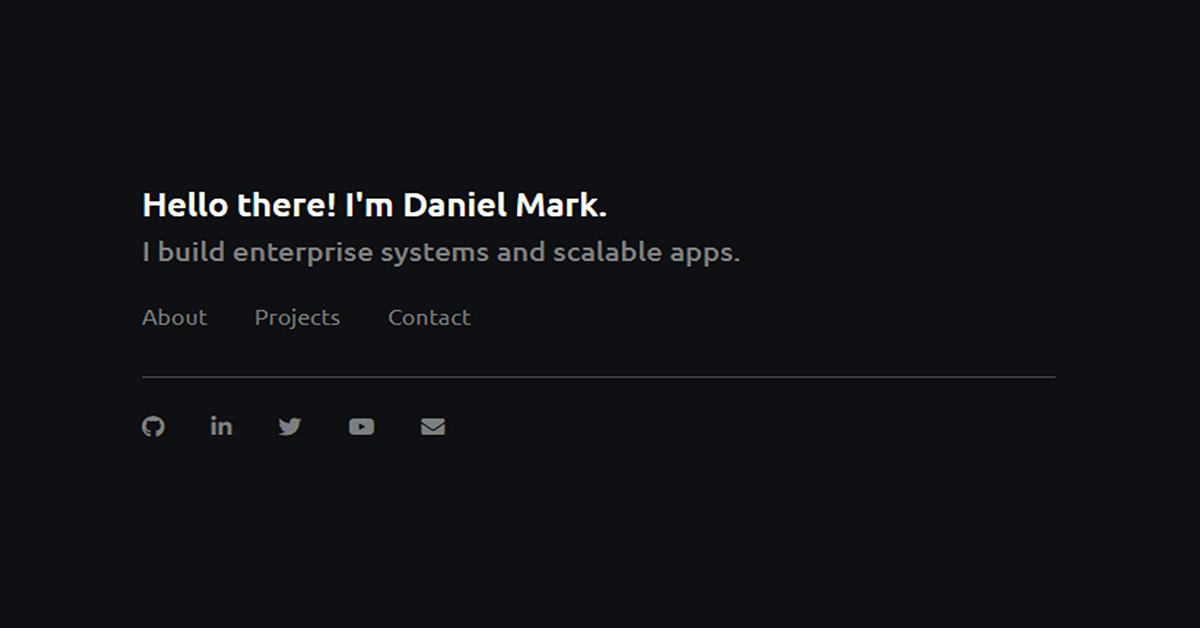 Hello there! I'm Daniel Mark.
I build enterprise systems and scalable apps.
About Projects Contact